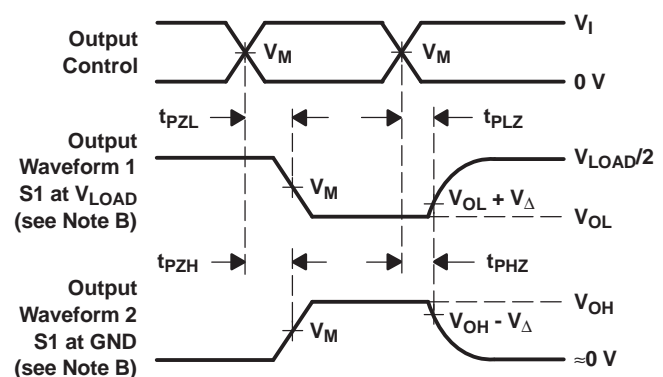 Output
Control
V_M
V_M
V_I
0 V
t_PZL
t_PLZ
Output
Waveform 1
S1 at V_LOAD
(see Note B)
V_M
V_LOAD/2
V_OL + V_Δ
V_OL
t_PZH
t_PHZ
Output
Waveform 2
S1 at GND
(see Note B)
V_M
V_OH
V_OH - V_Δ
≈0 V